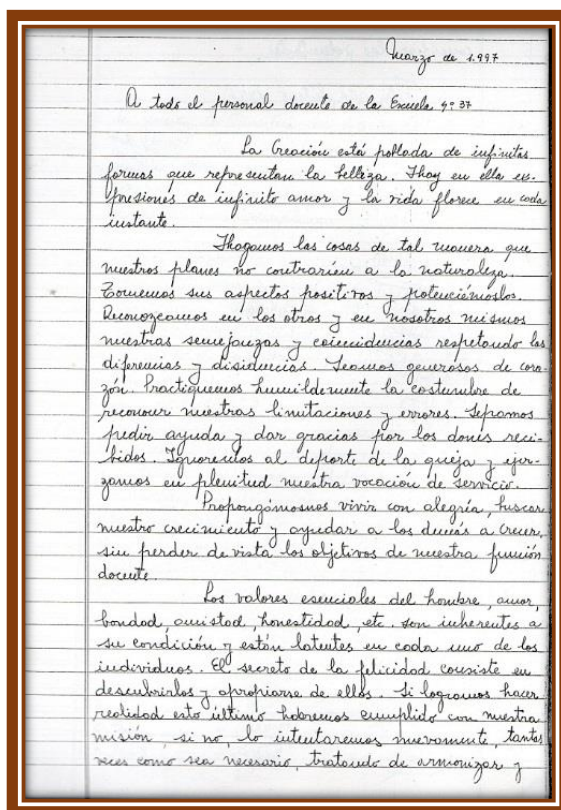 Marzo de 1.997
A todo el personal docente de la Escuela Nº 37
La Creación está poblada de infinitas
formas que representan la belleza. Hay en ella ex-
presiones de infinito amor y la vida florece en cada
instante.
Hagamos las cosas de tal manera que
nuestros planes no contraríen a la naturaleza.
Tomemos sus aspectos positivos y potenciémoslos.
Reconozcamos en los otros y en nosotros mismos
nuestras semejanzas y coincidencias respetando las
diferencias y disidencias. Seamos generosos de cora-
zón. Practiquemos humildemente la costumbre de
reconocer nuestras limitaciones y errores. Sepamos
pedir ayuda y dar gracias por los dones reci-
bidos. Ignoremos al deporte de la queja y ejer-
zamos en plenitud nuestra vocación de servicio.
Propongámosnos vivir con alegría, buscar
nuestro crecimiento y ayudar a los demás a crecer,
sin perder de vista los objetivos de nuestra función
docente.
Los valores esenciales del hombre, amor,
bondad, amistad, honestidad, etc. son inherentes a
su condición y están latentes en cada uno de los
individuos. El secreto de la felicidad consiste en
descubrirlos y apropiarse de ellos. Si logramos hacer
realidad esto último habremos cumplido con nuestra
misión, si no, lo intentaremos nuevamente, tantas
veces como sea necesario, tratando de armonizar y